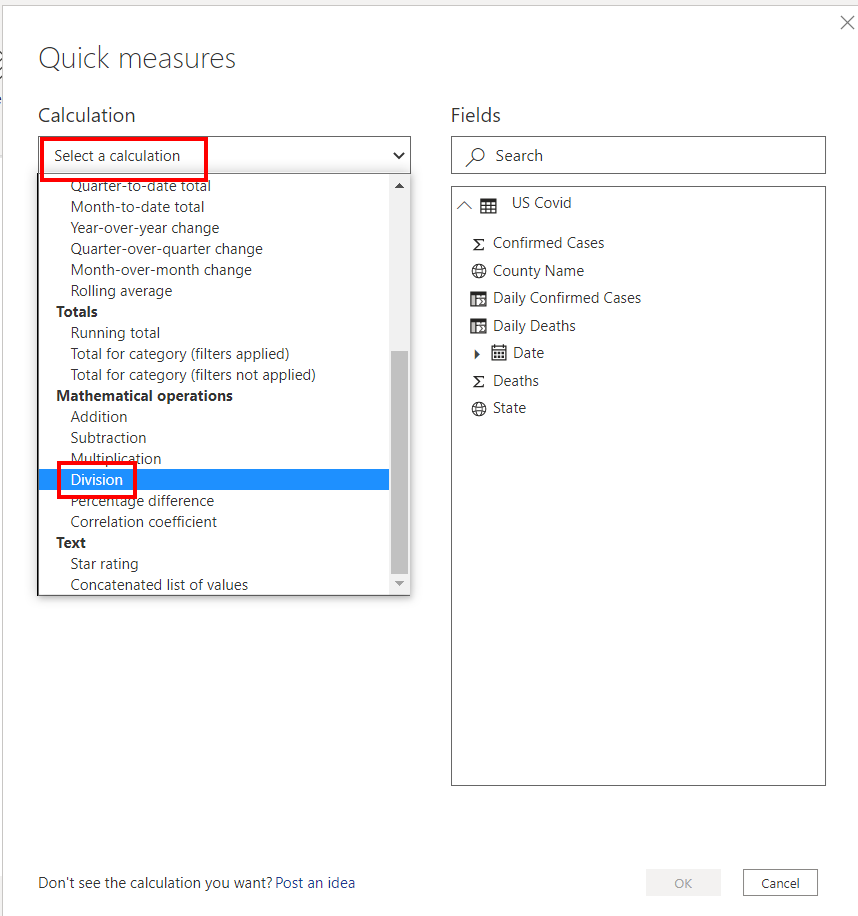 Quick measures
Calculation
Select a calculation
Quarter-to-date total
Month-to-date total
Year-over-year change
Quarter-over-quarter change
Month-over-month change
Rolling average
Totals
Running total
Total for category (filters applied)
Total for category (filters not applied)
Mathematical operations
Addition
Subtraction
Multiplication
Division
Percentage difference
Correlation coefficient
Text
Star rating
Concatenated list of values
Fields
Search
US Covid
Confirmed Cases
County Name
Daily Confirmed Cases
Daily Deaths
Date
Deaths
State
Don't see the calculation you want? Post an idea
OK
Cancel